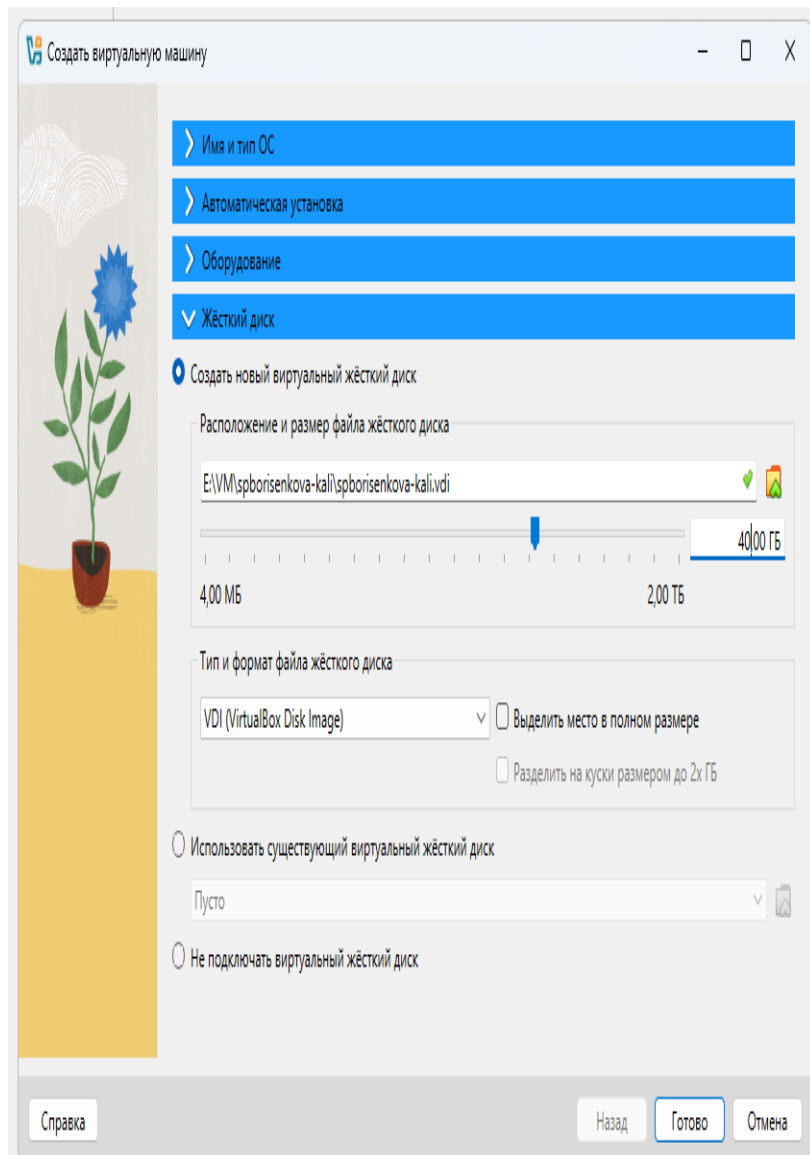 Создать виртуальную машину
Имя и тип ОС
Автоматическая установка
Оборудование
Жёсткий диск
Создать новый виртуальный жёсткий диск
Расположение и размер файла жёсткого диска
E:\VM\spborisenkova-kali\spborisenkova-kali.vdi
40,00 ГБ
4,00 МБ 2,00 ТБ
Тип и формат файла жёсткого диска
VDI (VirtualBox Disk Image) Выделить место в полном размере
Разделить на куски размером до 2х ГБ
Использовать существующий виртуальный жёсткий диск
Пусто
Не подключать виртуальный жёсткий диск
Справка Назад Готово Отмена